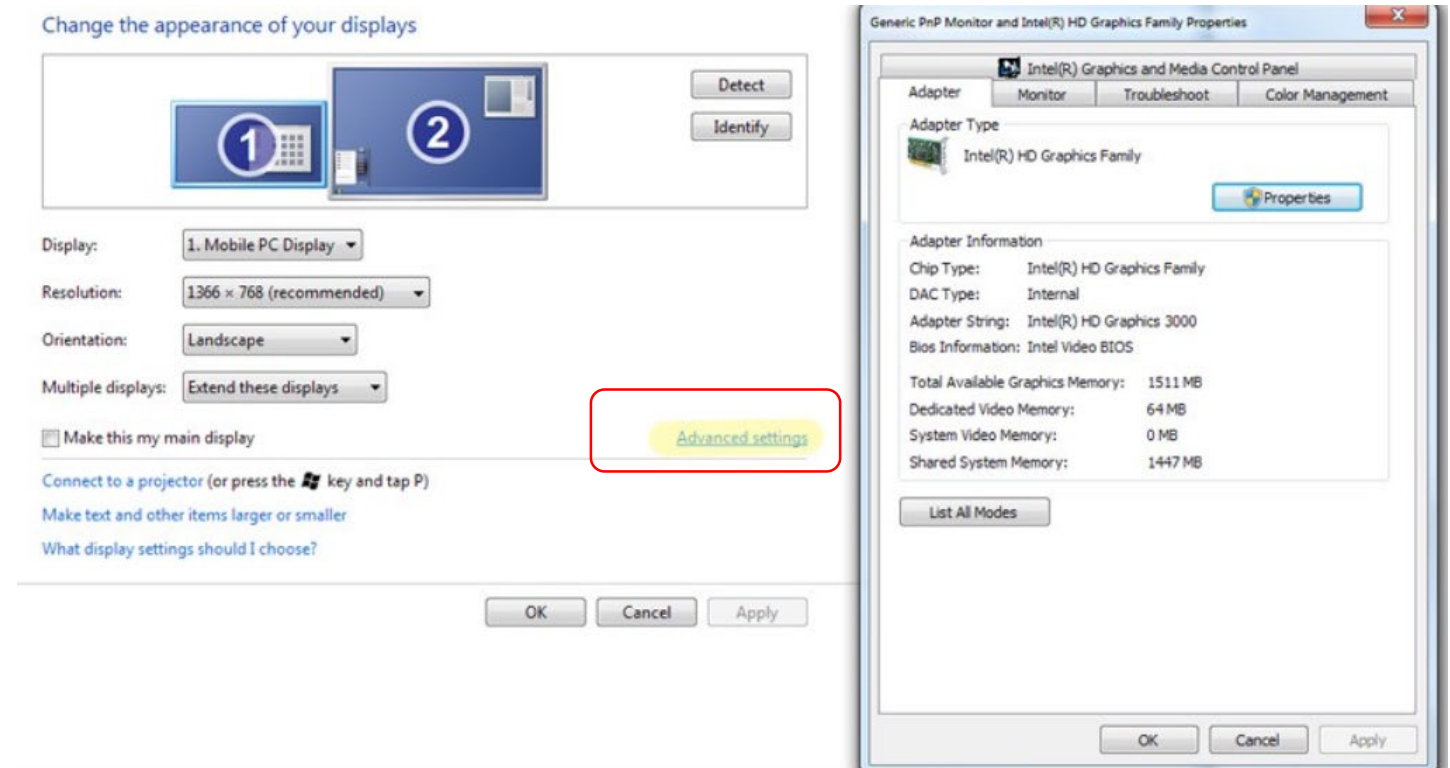 Change the appearance of your displays
1
2
Detect
Identify
Display: 1. Mobile PC Display
Resolution: 1366 × 768 (recommended)
Orientation: Landscape
Multiple displays: Extend these displays
Make this my main display
Advanced settings
Connect to a projector (or press the key and tap P)
Make text and other items larger or smaller
What display settings should I choose?
OK Cancel Apply
Generic PnP Monitor and Intel(R) HD Graphics Family Properties
Intel(R) Graphics and Media Control Panel
Adapter Monitor Troubleshoot Color Management
Adapter Type
Intel(R) HD Graphics Family
Properties
Adapter Information
Chip Type: Intel(R) HD Graphics Family
DAC Type: Internal
Adapter String: Intel(R) HD Graphics 3000
Bios Information: Intel Video BIOS
Total Available Graphics Memory: 1511 MB
Dedicated Video Memory: 64 MB
System Video Memory: 0 MB
Shared System Memory: 1447 MB
List All Modes
OK Cancel Apply